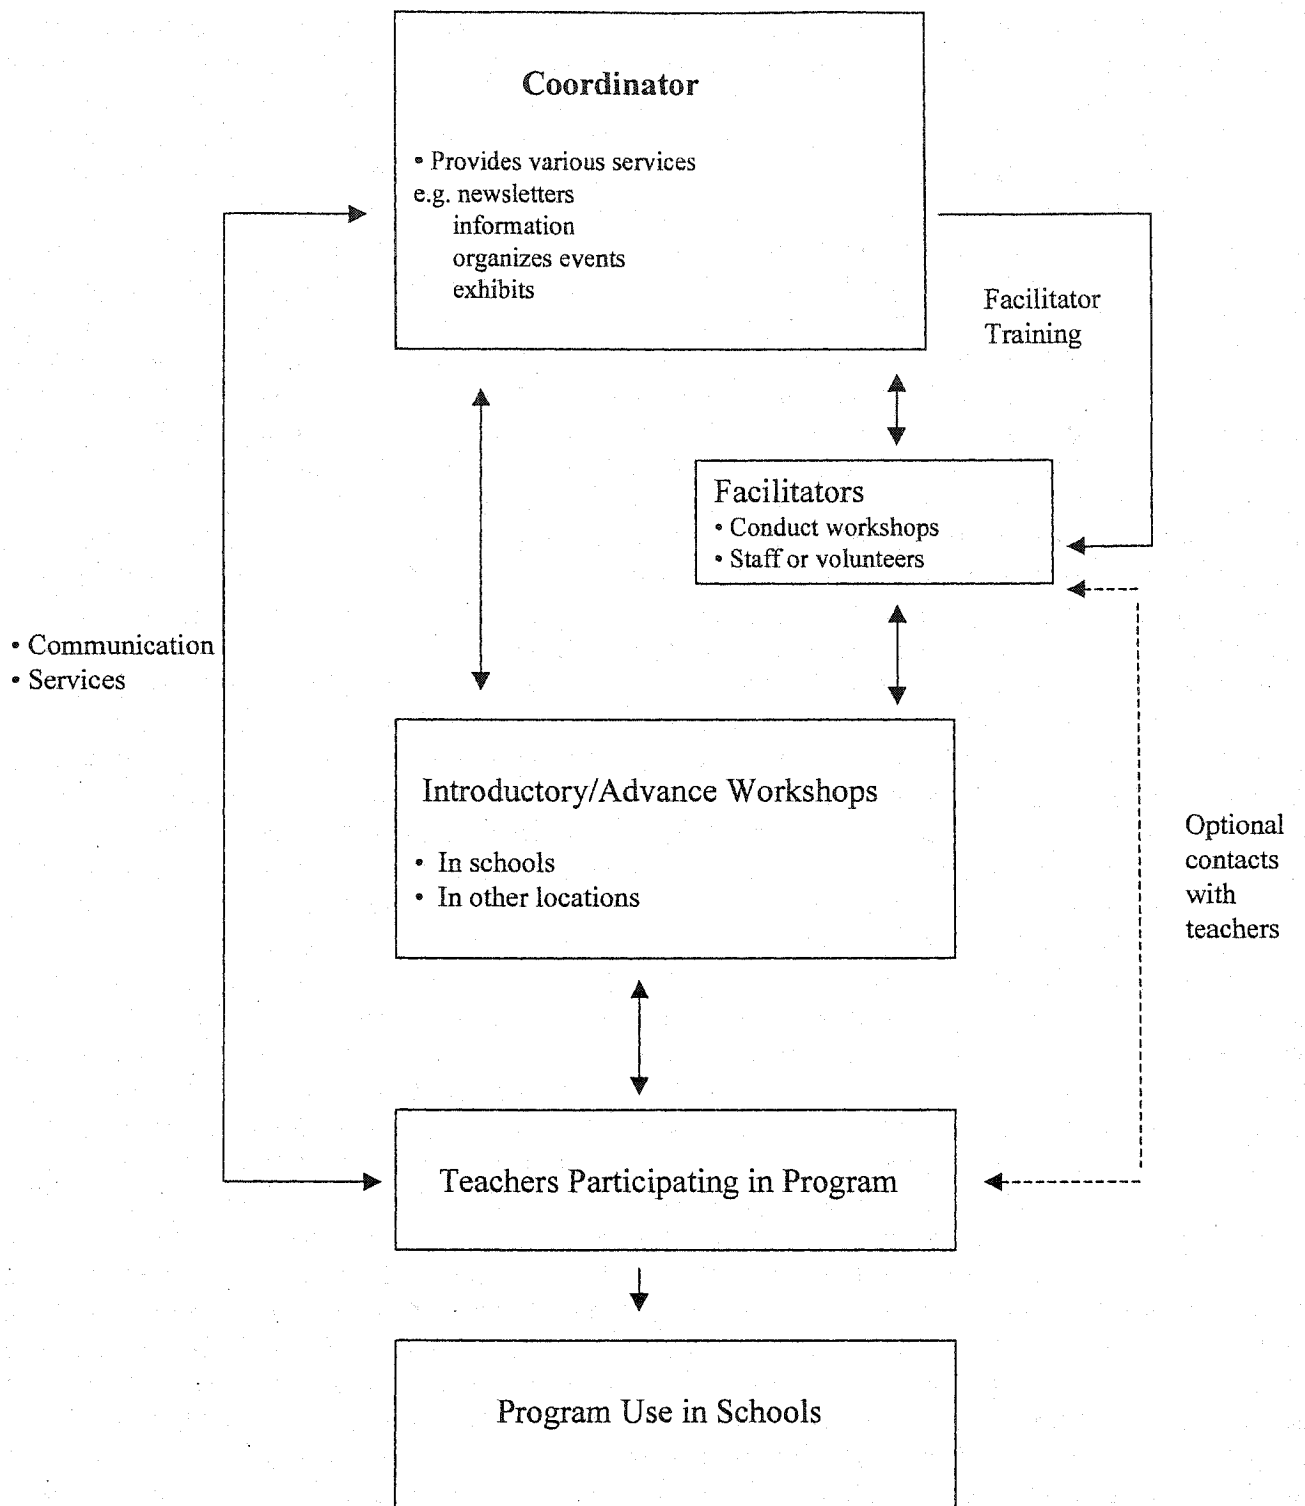 Coordinator
• Provides various services
e.g. newsletters
information
organizes events
exhibits
Facilitator
Training
Facilitators
• Conduct workshops
• Staff or volunteers
• Communication
• Services
Introductory/Advance Workshops
• In schools
• In other locations
Optional
contacts
with
teachers
Teachers Participating in Program
Program Use in Schools